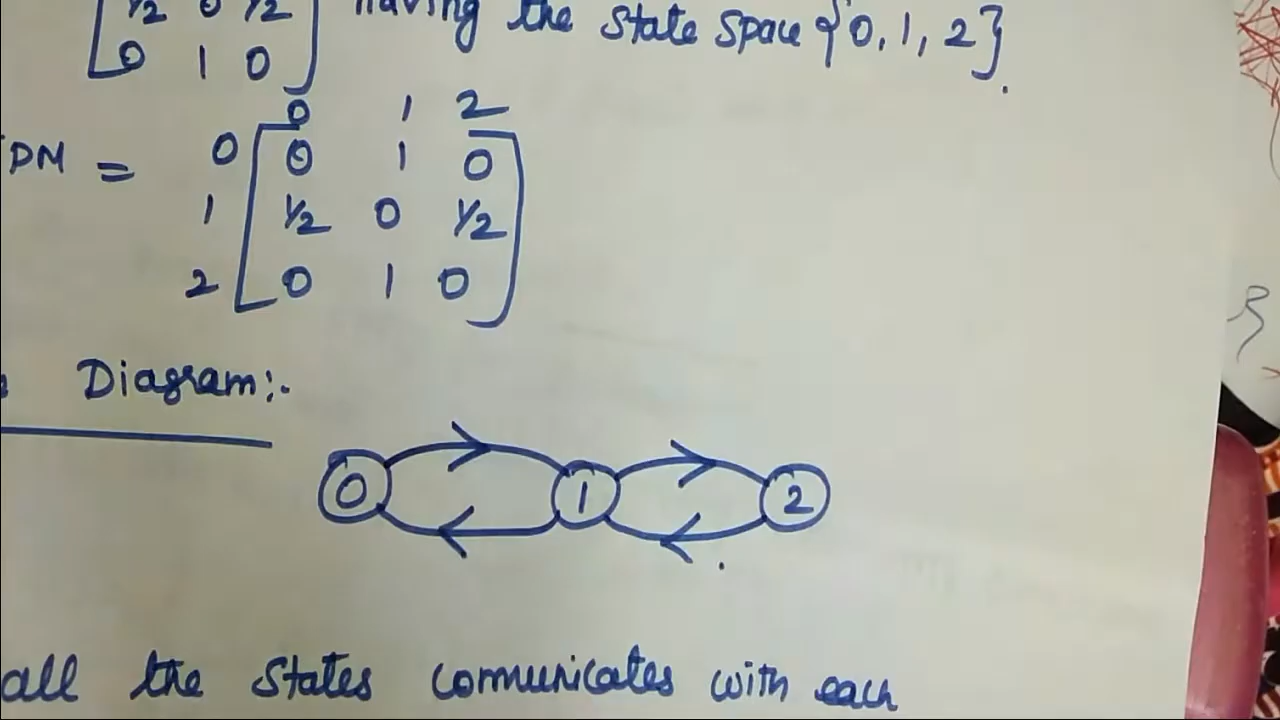 1/2 0 1/2 having the State Space {0, 1, 2}.
0 1 0
0 1 2
= 0 0 1 0
1 1/2 0 1/2
2 0 1 0
Diagram:.
0 1 2
all the States comunicates with each